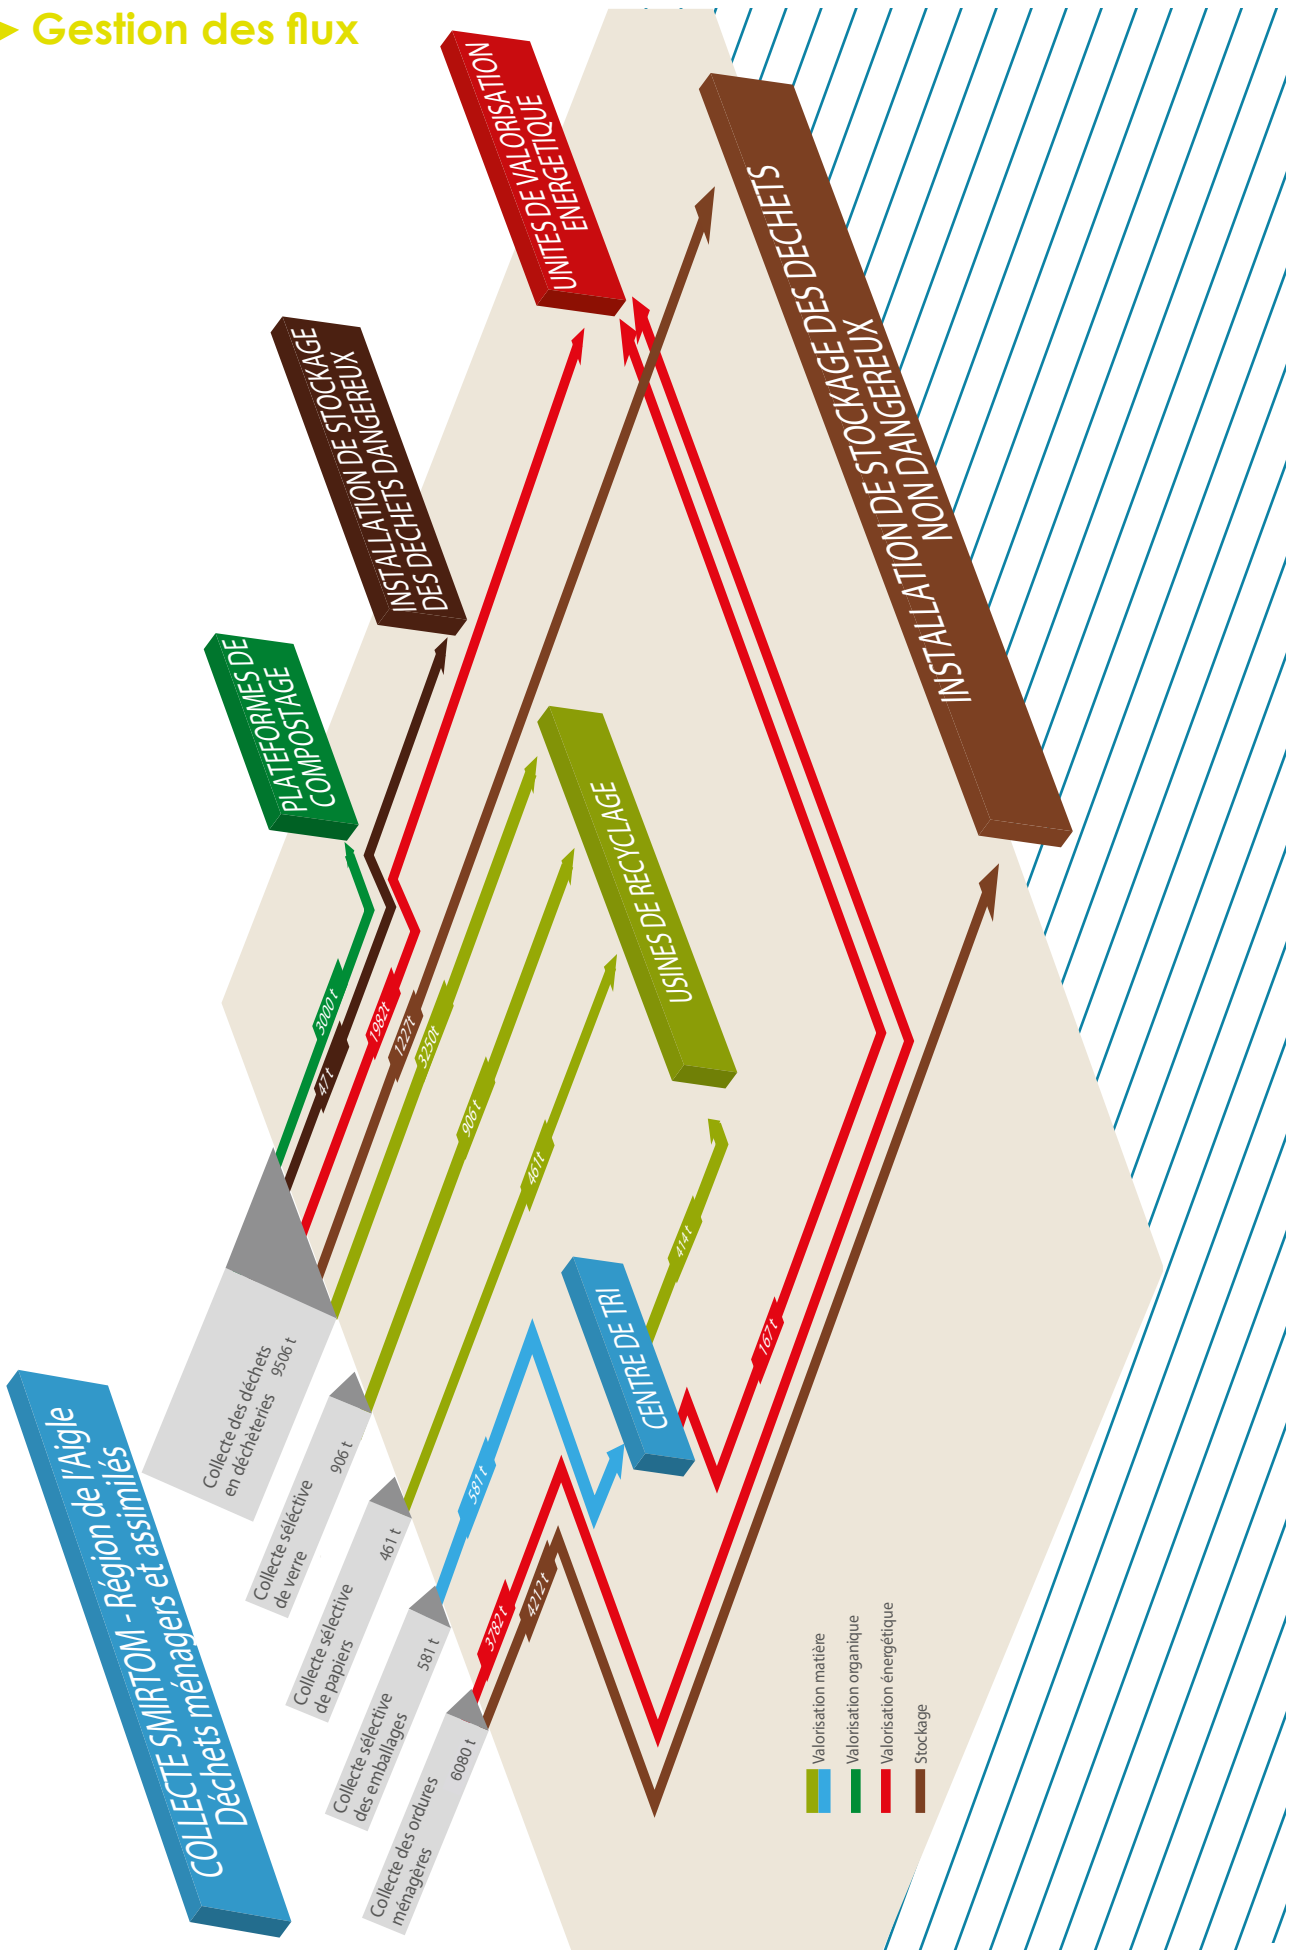 Gestion des flux
COLLECTE SMIRTOM - Région de l'Aigle
Déchets ménagers et assimilés
Collecte des déchets
en déchèteries 9506 t
Collecte séléctive
de verre
906 t
Collecte sélective
de papiers
461 t
Collecte sélective
des emballages
581 t
Collecte des ordures
ménagères
6080 t
3000 t
47 t
1982t
1227t
3250t
906 t
461t
581 t
3782 t
4212 t
414 t
167 t
PLATEFORMES DE
COMPOSTAGE
INSTALLATION DE STOCKAGE
DES DECHETS DANGEREUX
UNITES DE VALORISATION
ENERGETIQUE
USINES DE RECYCLAGE
CENTRE DE TRI
INSTALLATION DE STOCKAGE DES DECHETS
NON DANGEREUX
Valorisation matière
Valorisation organique
Valorisation énergétique
Stockage